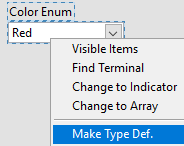 Color Enum
Red
Visible Items
Find Terminal
Change to Indicator
Change to Array
Make Type Def.